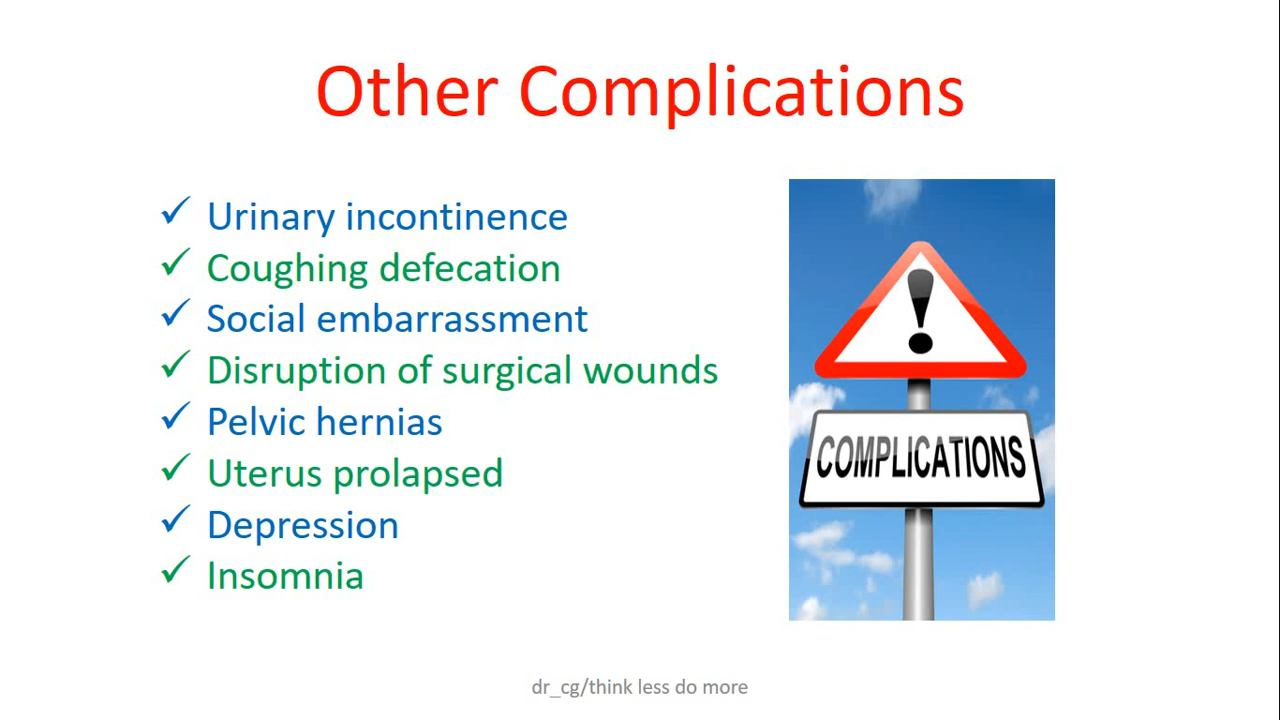 Other Complications
✓ Urinary incontinence
✓ Coughing defecation
✓ Social embarrassment
✓ Disruption of surgical wounds
✓ Pelvic hernias
✓ Uterus prolapsed
✓ Depression
✓ Insomnia
!
COMPLICATIONS
dr_cg/think less do more